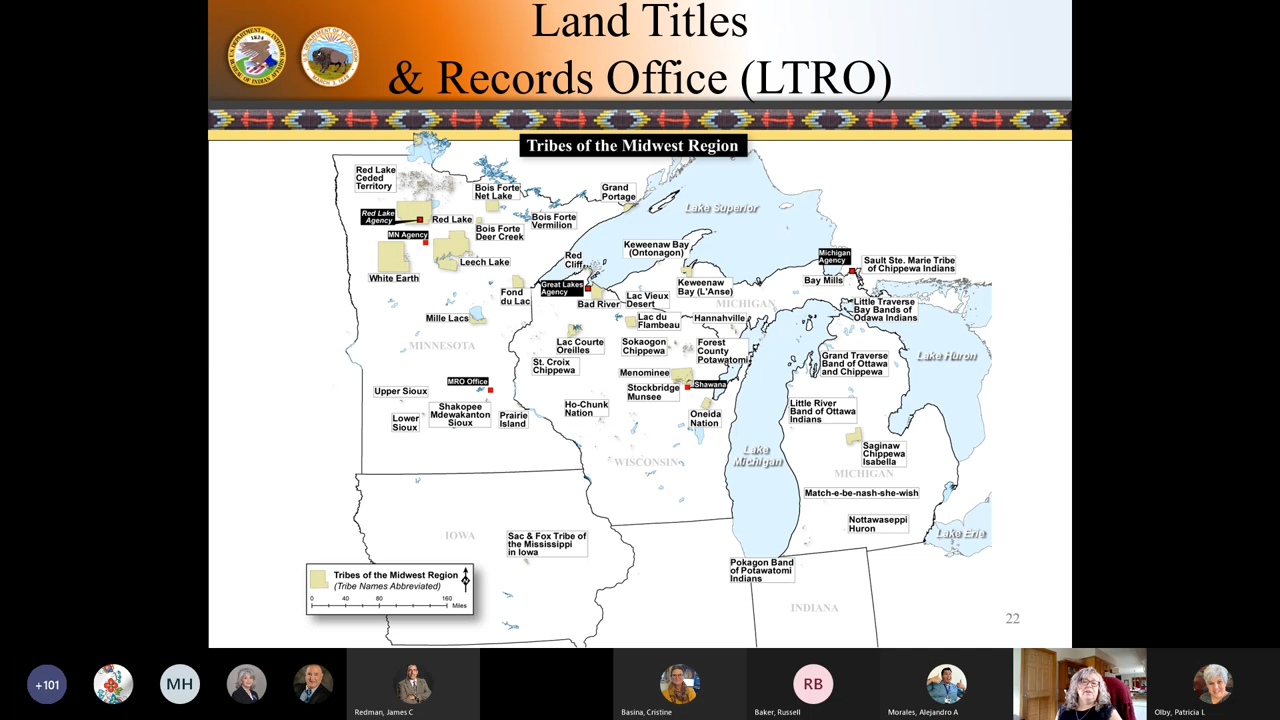 Land Titles
& Records Office (LTRO)
Tribes of the Midwest Region
Red Lake
Ceded
Territory
Bois Forte
Net Lake
Grand
Portage
Lake Superior
Red Lake
Agency
Red Lake
Bois Forte
Vermilion
MN Agency
Bois Forte
Deer Creek
Leech Lake
White Earth
Keweenaw Bay
(Ontonagon)
Red
Cliff
Michigan
Agency
Sault Ste. Marie Tribe
of Chippewa Indians
Bay Mills
Fond
du Lac
Great Lakes
Agency
Bad River
Lac Vieux
Desert
Keweenaw
Bay (L'Anse)
MICHIGAN
Little Traverse
Bay Bands of
Odawa Indians
Mille Lacs
Lac du
Flambeau
Hannahville
MINNESOTA
Lac Courte
Oreilles
Sokaogon
Chippewa
Forest
County
Potawatomi
Grand Traverse
Band of Ottawa
and Chippewa
Lake Huron
St. Croix
Chippewa
Menominee
MRO Office
Stockbridge
Munsee
Shawana
Upper Sioux
Lower
Sioux
Shakopee
Mdewakanton
Sioux
Prairie
Island
Ho-Chunk
Nation
Oneida
Nation
Little River
Band of Ottawa
Indians
WISCONSIN
Lake
Michigan
Saginaw
Chippewa
Isabella
MICHIGAN
Match-e-be-nash-she-wish
Nottawaseppi
Huron
Lake Erie
IOWA
Sac & Fox Tribe of
the Mississippi
in Iowa
Pokagon Band
of Potawatomi
Indians
INDIANA
Tribes of the Midwest Region
(Tribe Names Abbreviated)
N
0 40 80 160
Miles
22
+101
MH
RB
Redman, James C
Basina, Cristine
Baker, Russell
Morales, Alejandro A
Olby, Patricia L